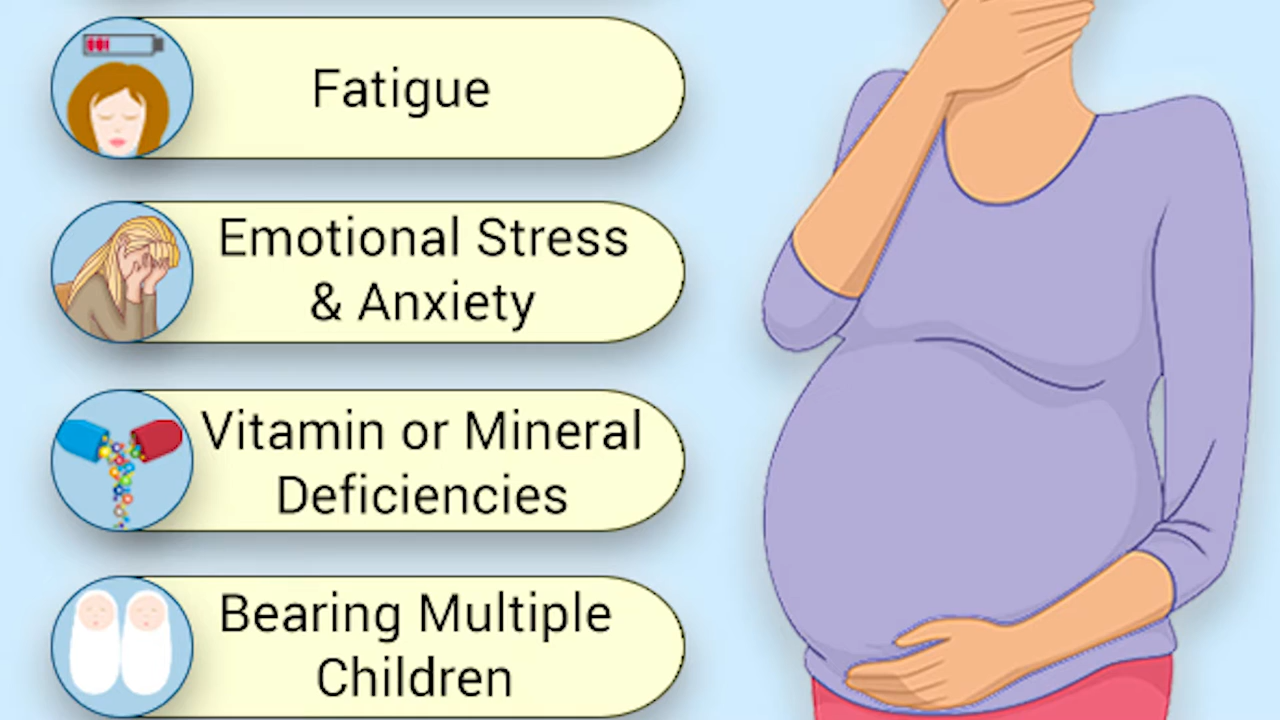 Fatigue
Emotional Stress
& Anxiety
Vitamin or Mineral
Deficiencies
Bearing Multiple
Children